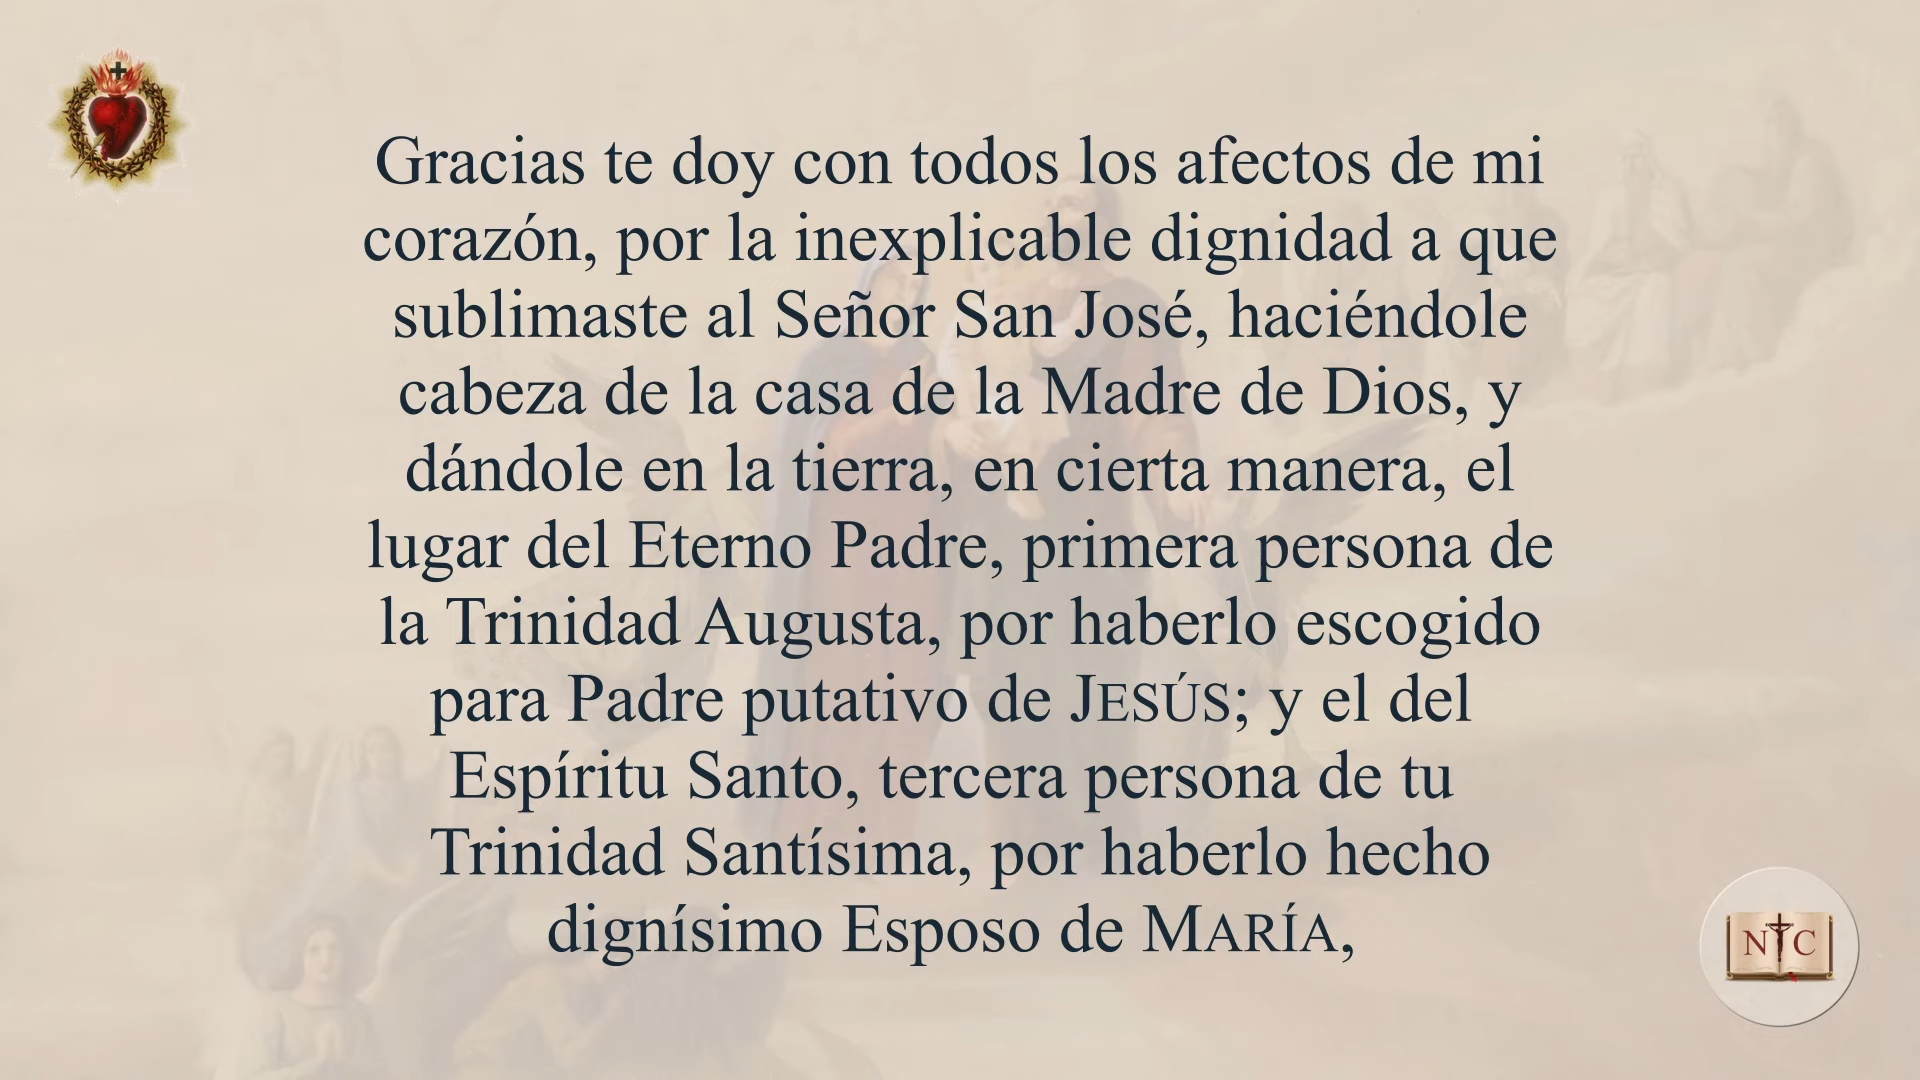 Gracias te doy con todos los afectos de mi
corazón, por la inexplicable dignidad a que
sublimaste al Señor San José, haciéndole
cabeza de la casa de la Madre de Dios, y
dándole en la tierra, en cierta manera, el
lugar del Eterno Padre, primera persona de
la Trinidad Augusta, por haberlo escogido
para Padre putativo de JESÚS; y el del
Espíritu Santo, tercera persona de tu
Trinidad Santísima, por haberlo hecho
dignísimo Esposo de MARÍA,
N C